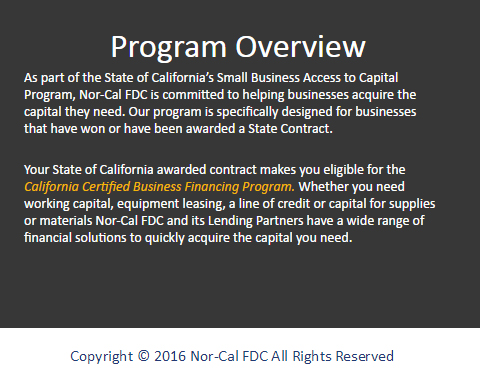 Program Overview
As part of the State of California's Small Business Access to Capital
Program, Nor-Cal FDC is committed to helping businesses acquire the
capital they need. Our program is specifically designed for businesses
that have won or have been awarded a State Contract.
Your State of California awarded contract makes you eligible for the
California Certified Business Financing Program. Whether you need
working capital, equipment leasing, a line of credit or capital for supplies
or materials Nor-Cal FDC and its Lending Partners have a wide range of
financial solutions to quickly acquire the capital you need.
Copyright © 2016 Nor-Cal FDC All Rights Reserved